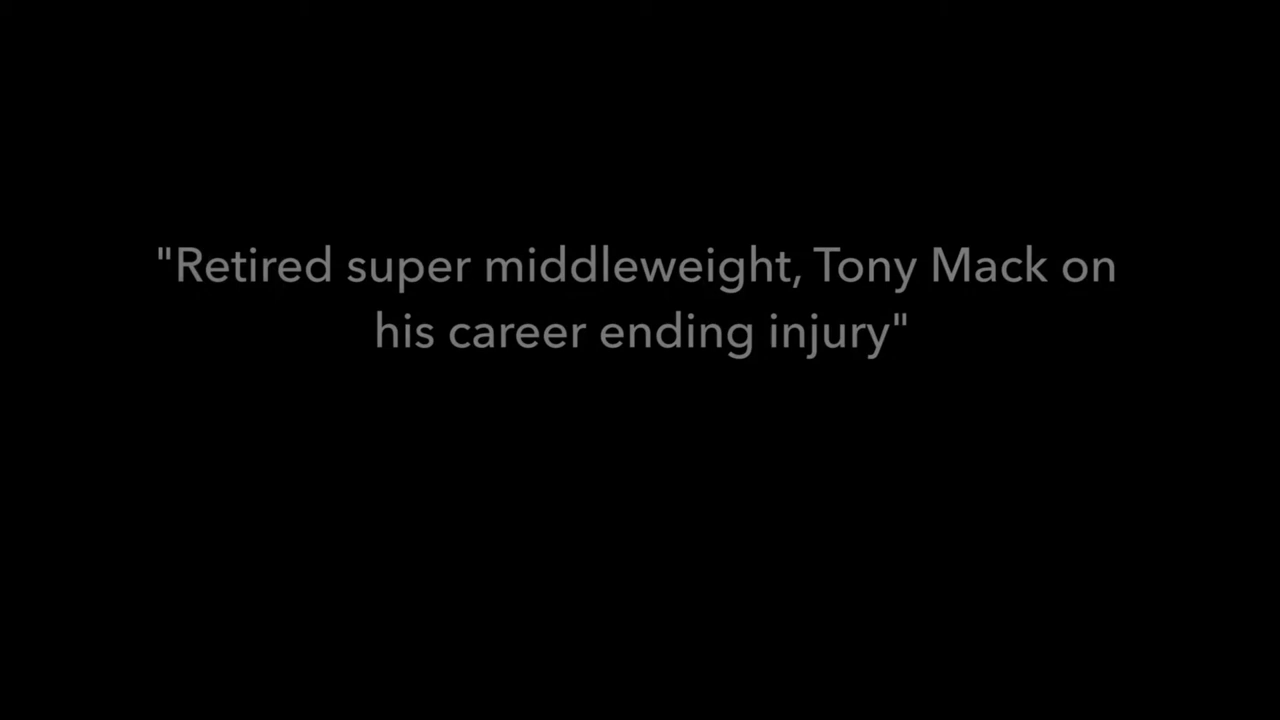 "Retired super middleweight, Tony Mack on
his career ending injury"